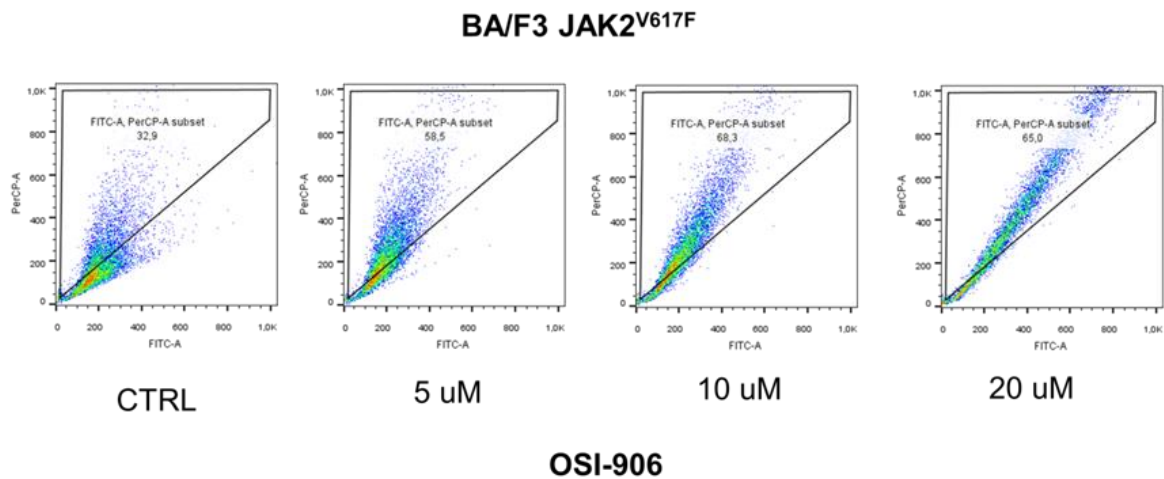 BA/F3 JAK2V617F
1,0K
800
600
400
200
0
PerCP-A
FITC-A, PerCP-A subset
32,9
0 200 400 600 800 1,0K
FITC-A
CTRL
1,0K
800
600
400
200
0
PerCP-A
FITC-A, PerCP-A subset
58,5
0 200 400 600 800 1,0K
FITC-A
5 uM
1,0K
800
600
400
200
0
PerCP-A
FITC-A, PerCP-A subset
68,3
0 200 400 600 800 1,0K
FITC-A
10 uM
1,0K
800
600
400
200
0
PerCP-A
FITC-A, PerCP-A subset
65,0
0 200 400 600 800 1,0K
FITC-A
20 uM
OSI-906